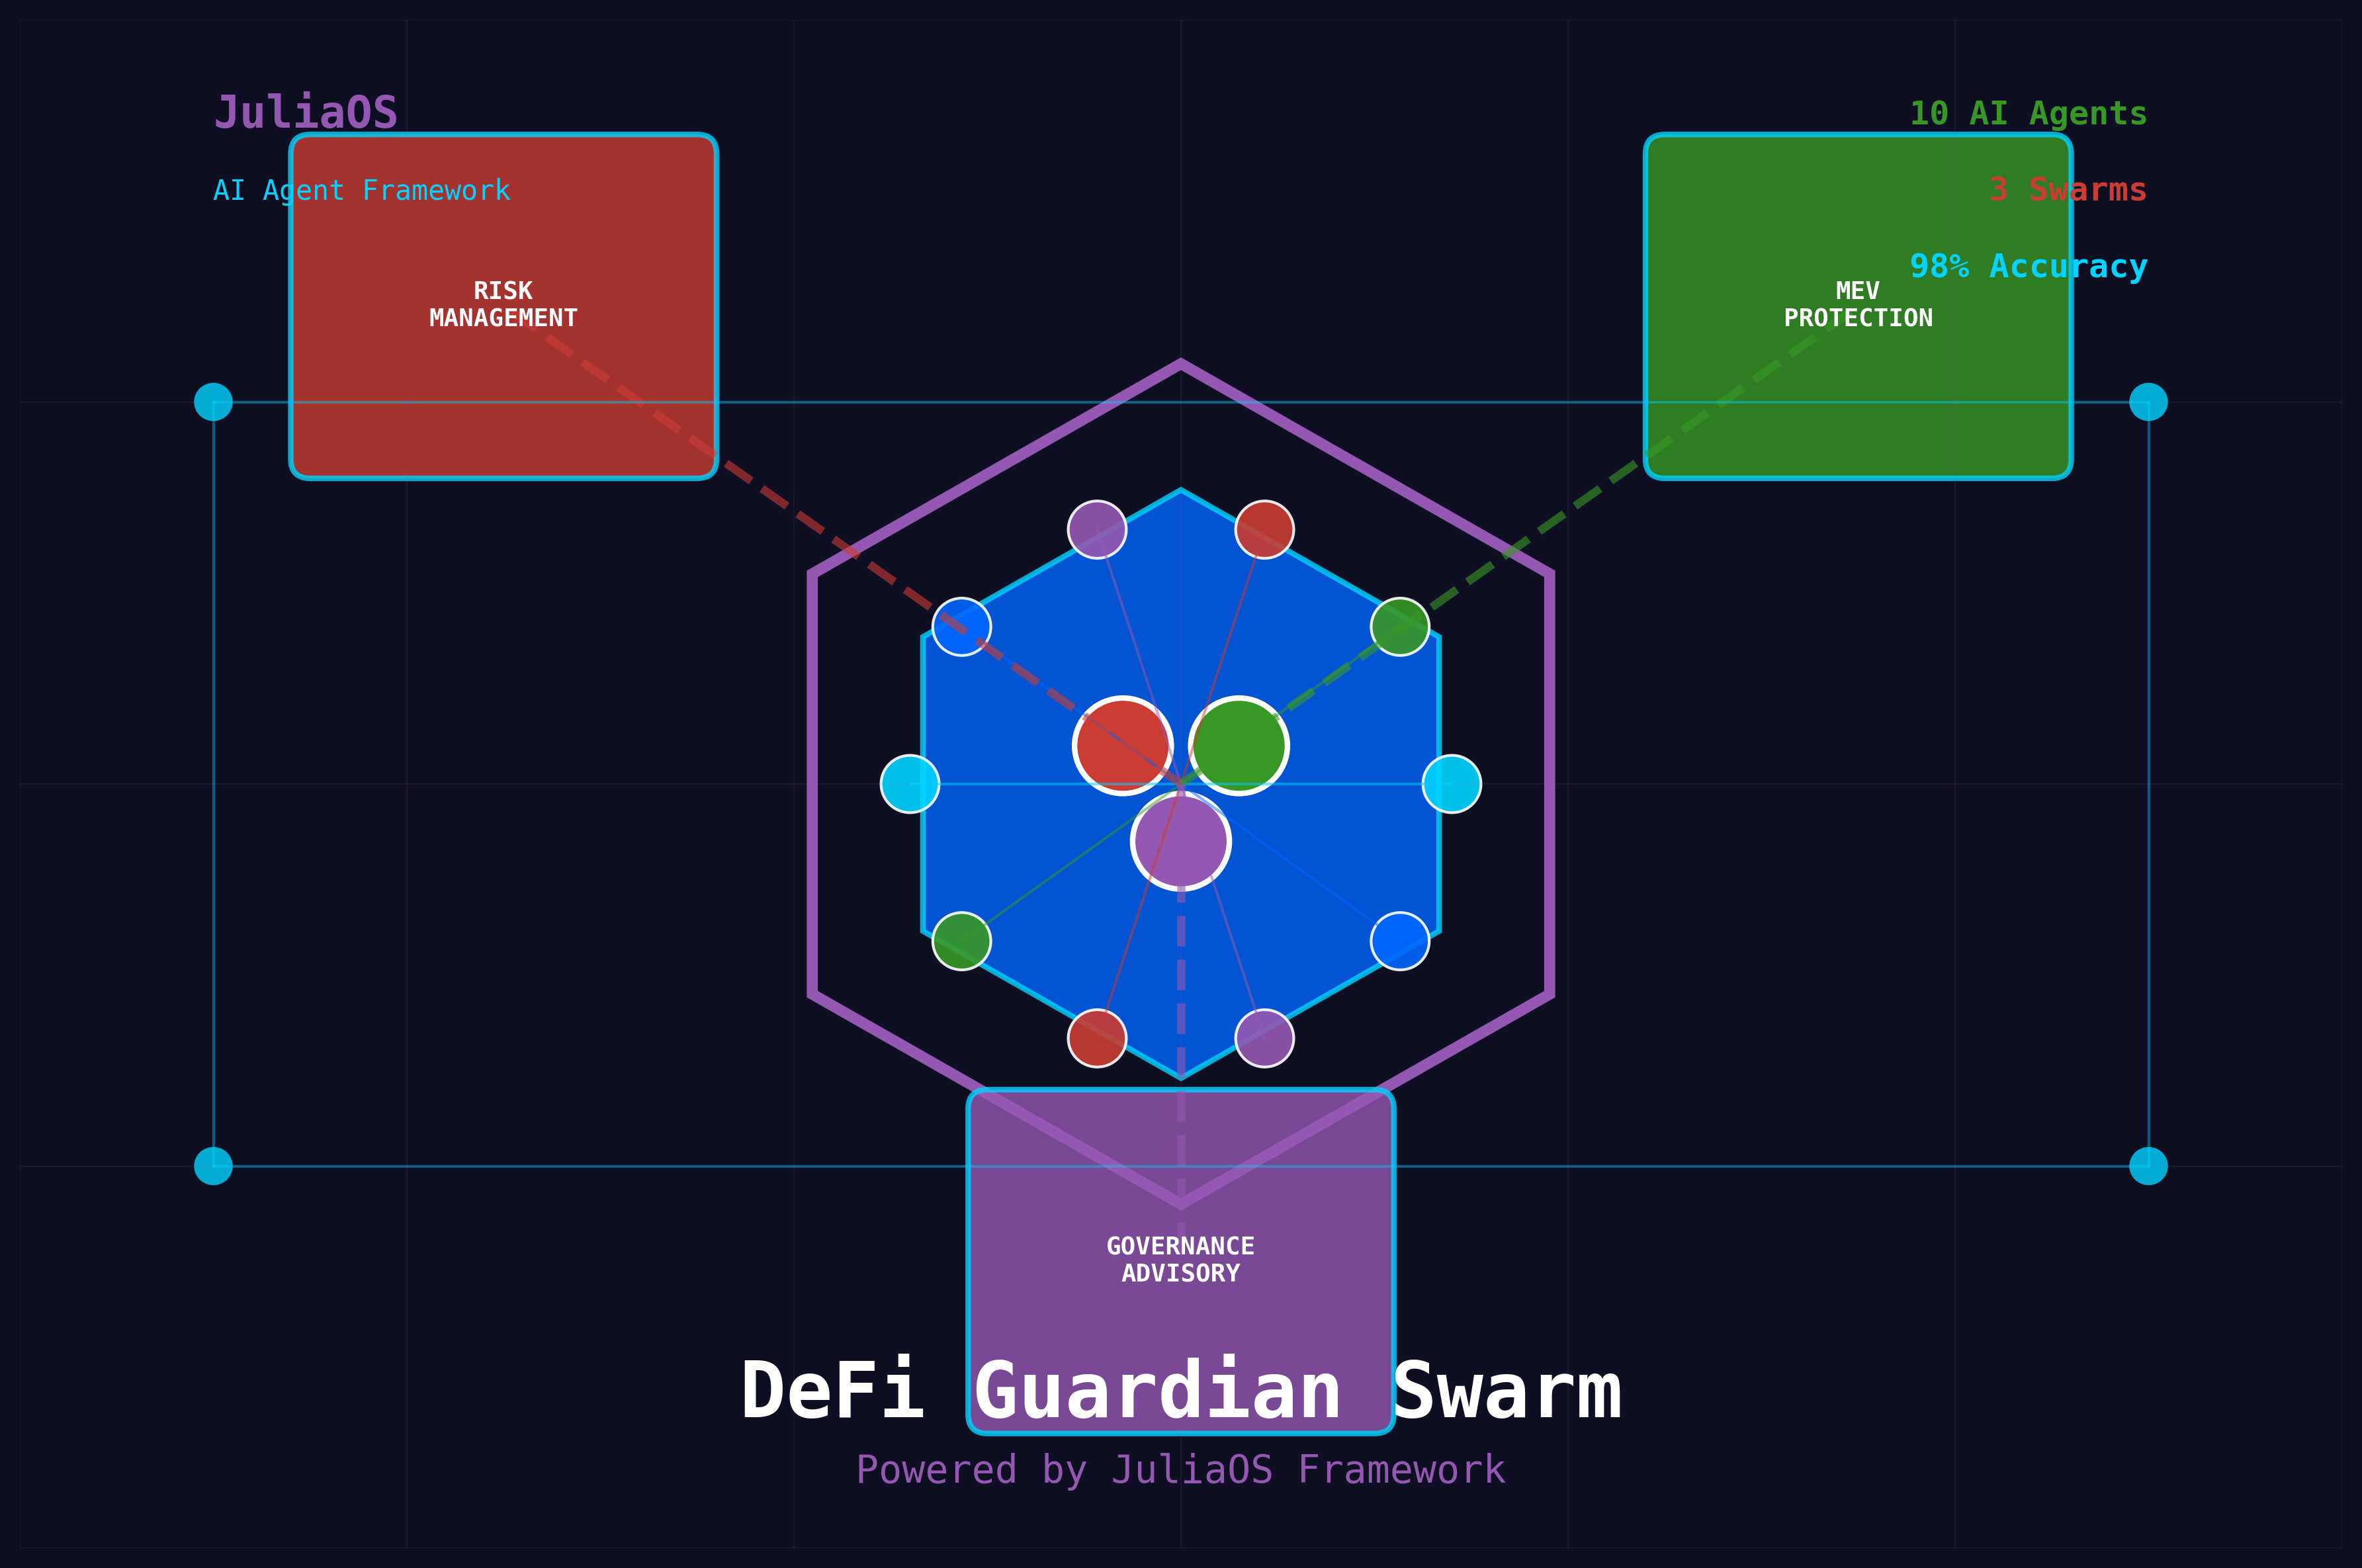 JuliaOS
AI Agent Framework
10 AI Agents
3 Swarms
98% Accuracy
RISK
MANAGEMENT
MEV
PROTECTION
GOVERNANCE
ADVISORY
DeFi Guardian Swarm
Powered by JuliaOS Framework